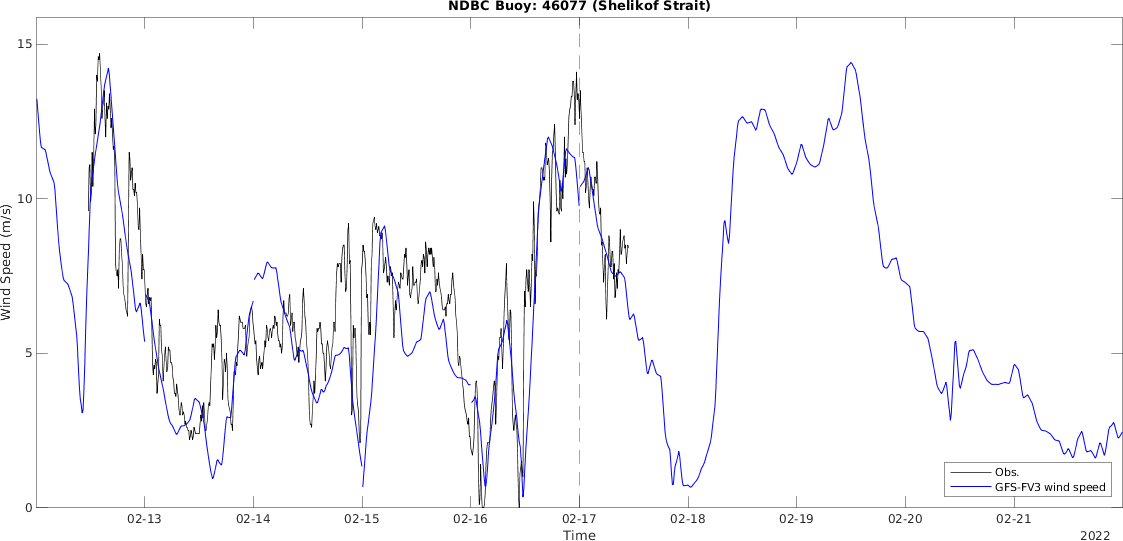 NDBC Buoy: 46077 (Shelikof Strait)
15
10
5
0
Wind Speed (m/s)
02-13
02-14
02-15
02-16
02-17
02-18
02-19
02-20
02-21
Time
2022
Obs.
GFS-FV3 wind speed